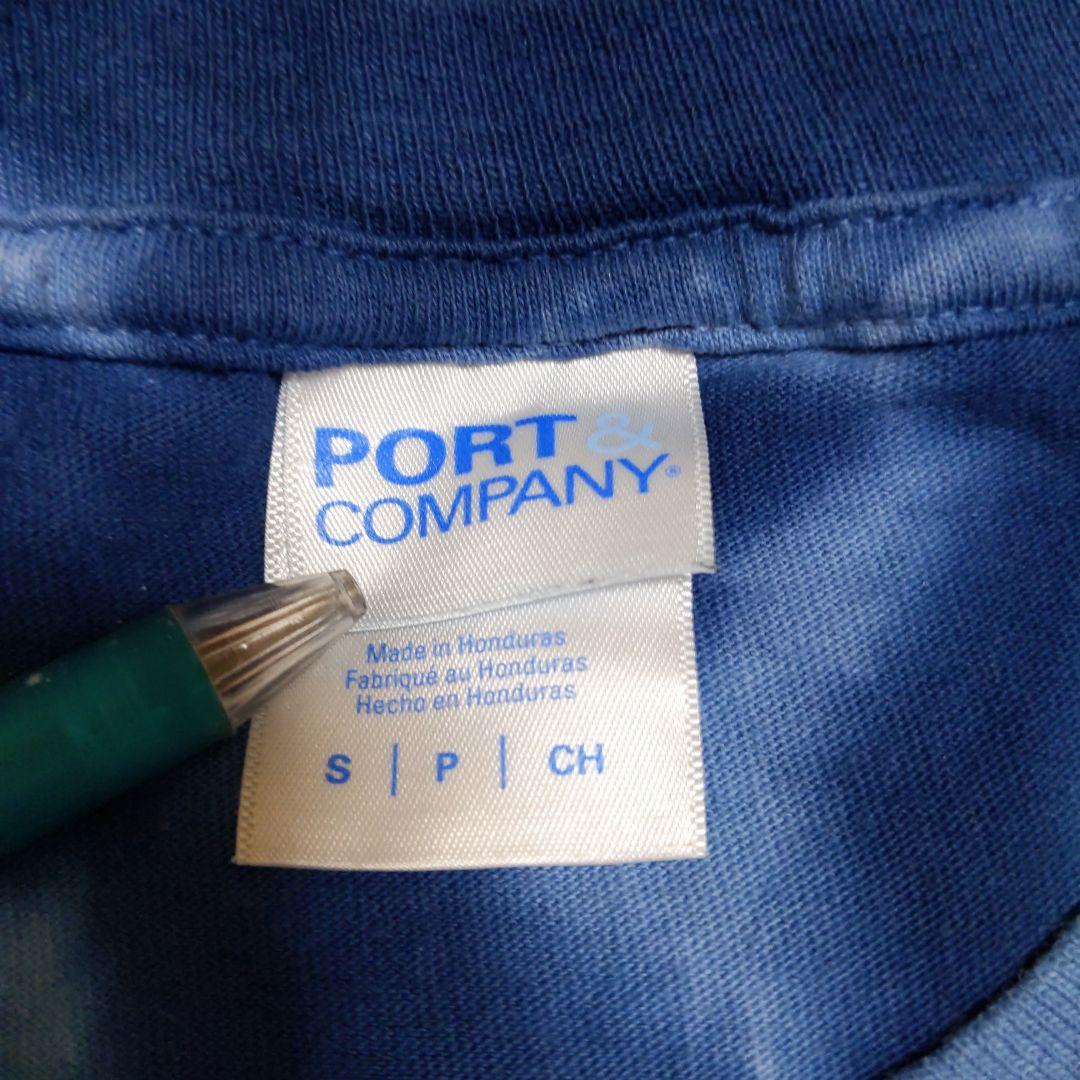 PORT &
COMPANY®
Made in Honduras
Fabriqué au Honduras
Hecho en Honduras
S | P | CH